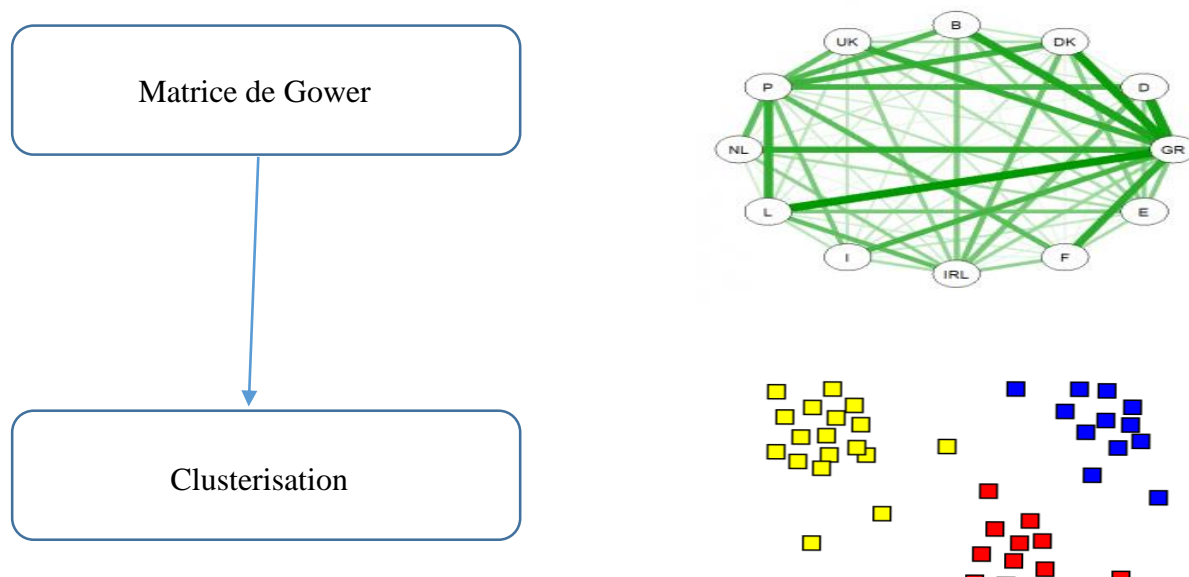 Matrice de Gower
B
UK
DK
P
D
NL
GR
L
E
I
F
IRL
Clusterisation